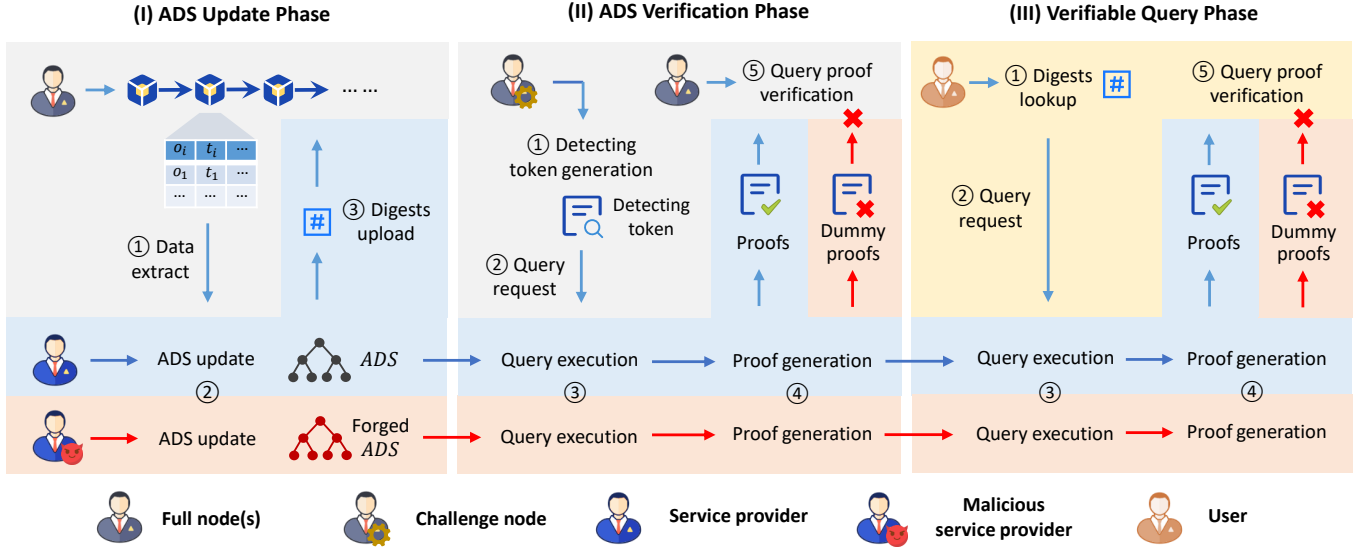 (I) ADS Update Phase
(II) ADS Verification Phase
(III) Verifiable Query Phase
... ...
o_i t_i ...
o_1 t_1 ...
... ... ...
① Data
extract
#
③ Digests
upload
① Detecting
token generation
Detecting
token
② Query
request
⑤ Query proof
verification
Proofs
Dummy
proofs
① Digests
lookup
#
② Query
request
⑤ Query proof
verification
Proofs
Dummy
proofs
ADS update
ADS
Query execution
Proof generation
Query execution
Proof generation
②
③
④
③
④
ADS update
Forged
ADS
Query execution
Proof generation
Query execution
Proof generation
Full node(s)
Challenge node
Service provider
Malicious
service provider
User